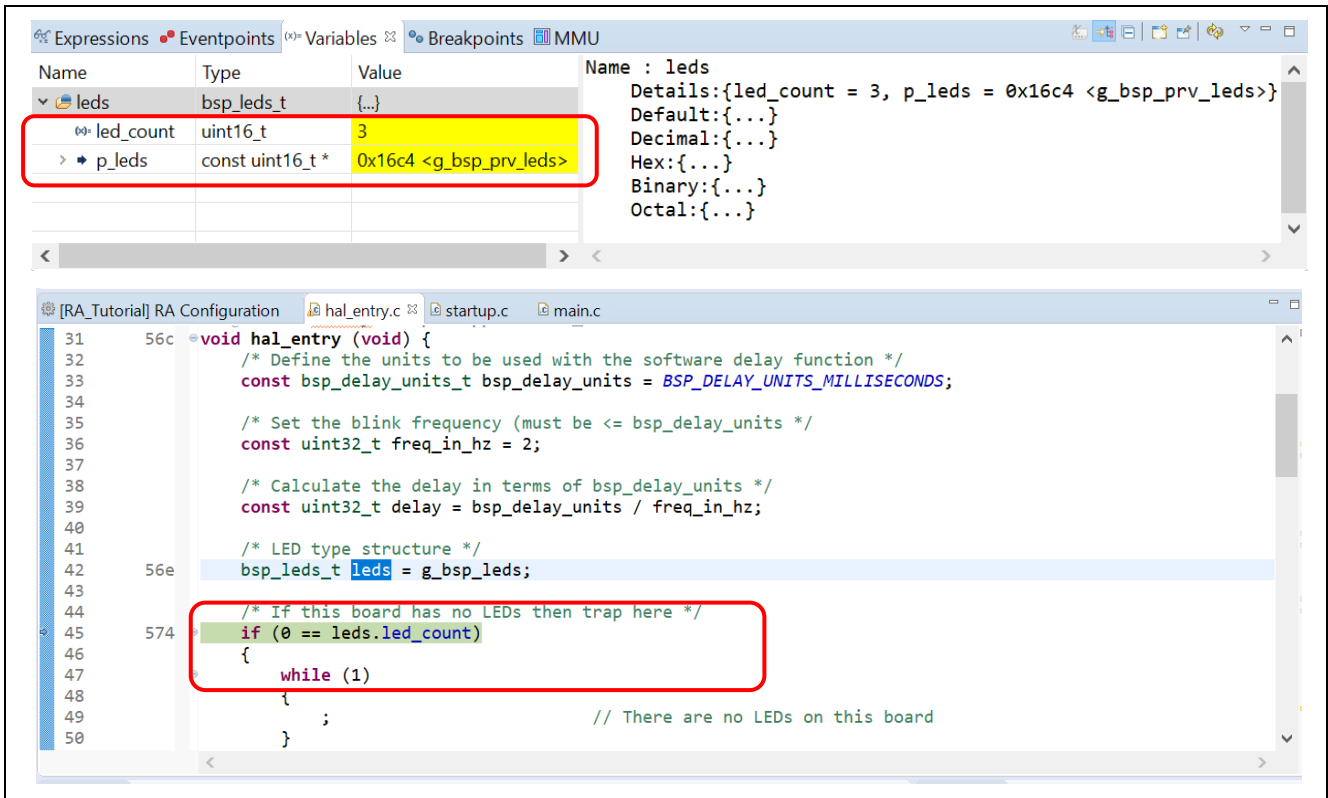 Expressions Eventpoints (x)= Variables Breakpoints MMU
Name Type Value
leds bsp_leds_t {...}
(x)= led_count uint16_t 3
p_leds const uint16_t * 0x16c4 <g_bsp_prv_leds>
Name : leds
Details:{led_count = 3, p_leds = 0x16c4 <g_bsp_prv_leds>}
Default:{...}
Decimal:{...}
Hex:{...}
Binary:{...}
Octal:{...}
[RA_Tutorial] RA Configuration hal_entry.c startup.c main.c
31 56c void hal_entry (void) {
32 /* Define the units to be used with the software delay function */
33 const bsp_delay_units_t bsp_delay_units = BSP_DELAY_UNITS_MILLISECONDS;
34
35 /* Set the blink frequency (must be <= bsp_delay_units */
36 const uint32_t freq_in_hz = 2;
37
38 /* Calculate the delay in terms of bsp_delay_units */
39 const uint32_t delay = bsp_delay_units / freq_in_hz;
40
41 /* LED type structure */
42 56e bsp_leds_t leds = g_bsp_leds;
43
44 /* If this board has no LEDs then trap here */
45 574 if (0 == leds.led_count)
46 {
47 while (1)
48 {
49 ; // There are no LEDs on this board
50 }